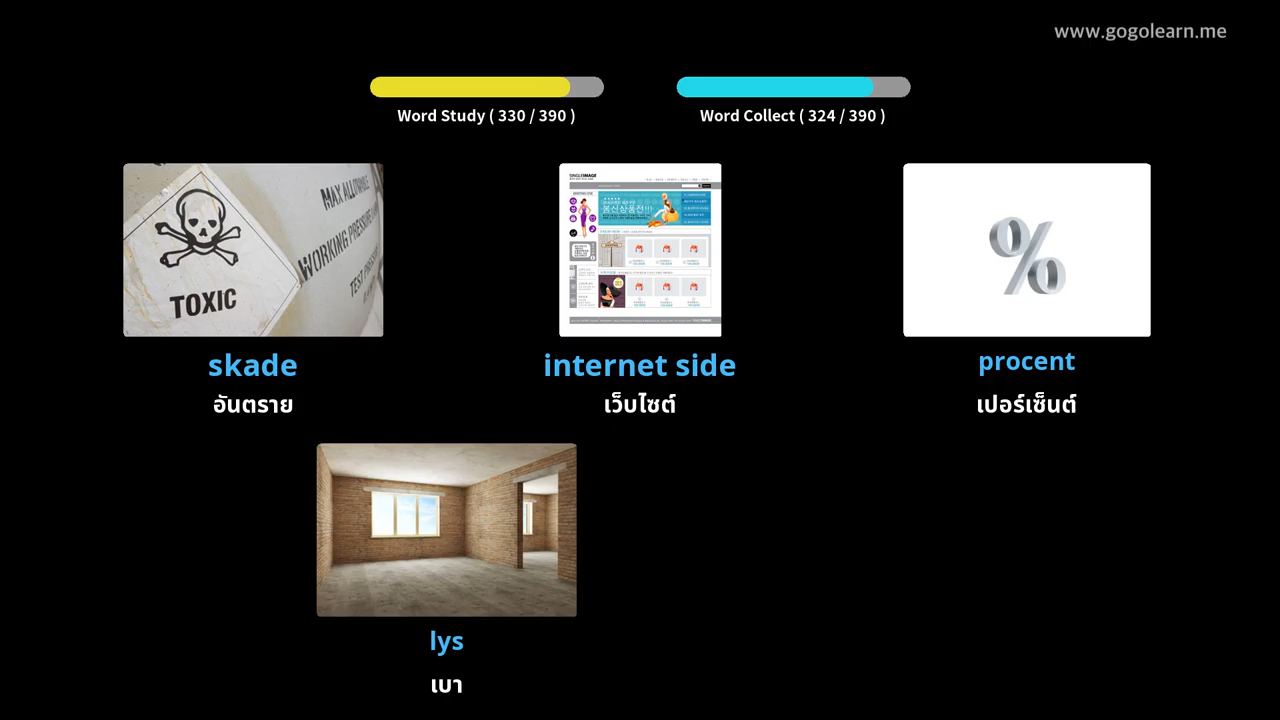 www.gogolearn.me
Word Study ( 330 / 390 )
Word Collect ( 324 / 390 )
MAX ALLOWABLE
WORKING PRESSURE
TOXIC
skade
อันตราย
internet side
เว็บไซต์
%
procent
เปอร์เซ็นต์
lys
เบา